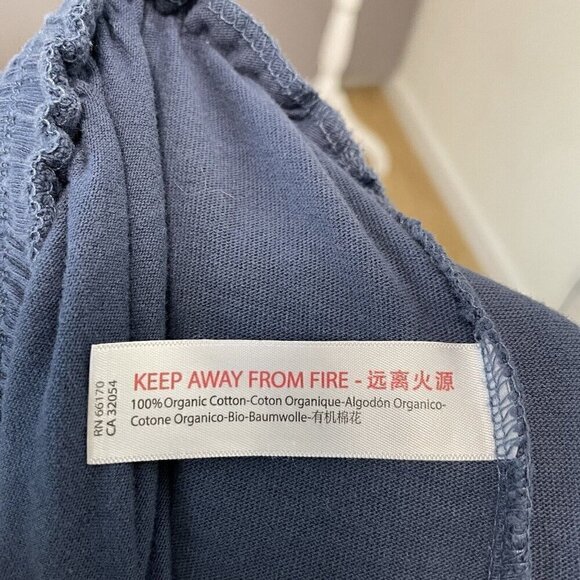 RN 66170
CA 32054
KEEP AWAY FROM FIRE - 远离火源
100% Organic Cotton-Coton Organique-Algodón Organico-
Cotone Organico-Bio-Baumwolle-有机棉花